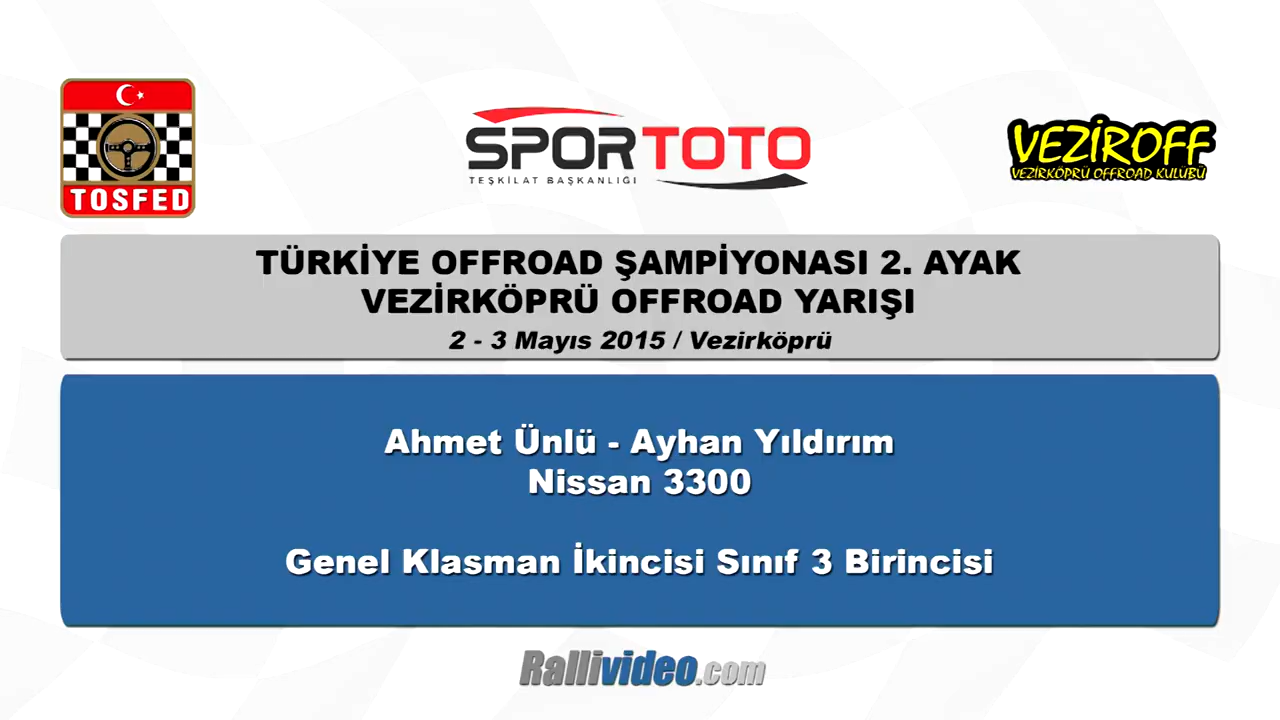 TOSFED
SPORTOTO
TEŞKİLAT BAŞKANLIĞI
VEZİROFF
VEZİRKÖPRÜ OFFROAD KULÜBÜ
TÜRKİYE OFFROAD ŞAMPİYONASI 2. AYAK
VEZİRKÖPRÜ OFFROAD YARIŞI
2 - 3 Mayıs 2015 / Vezirköprü
Ahmet Ünlü - Ayhan Yıldırım
Nissan 3300
Genel Klasman İkincisi Sınıf 3 Birincisi
Rallivideo.com